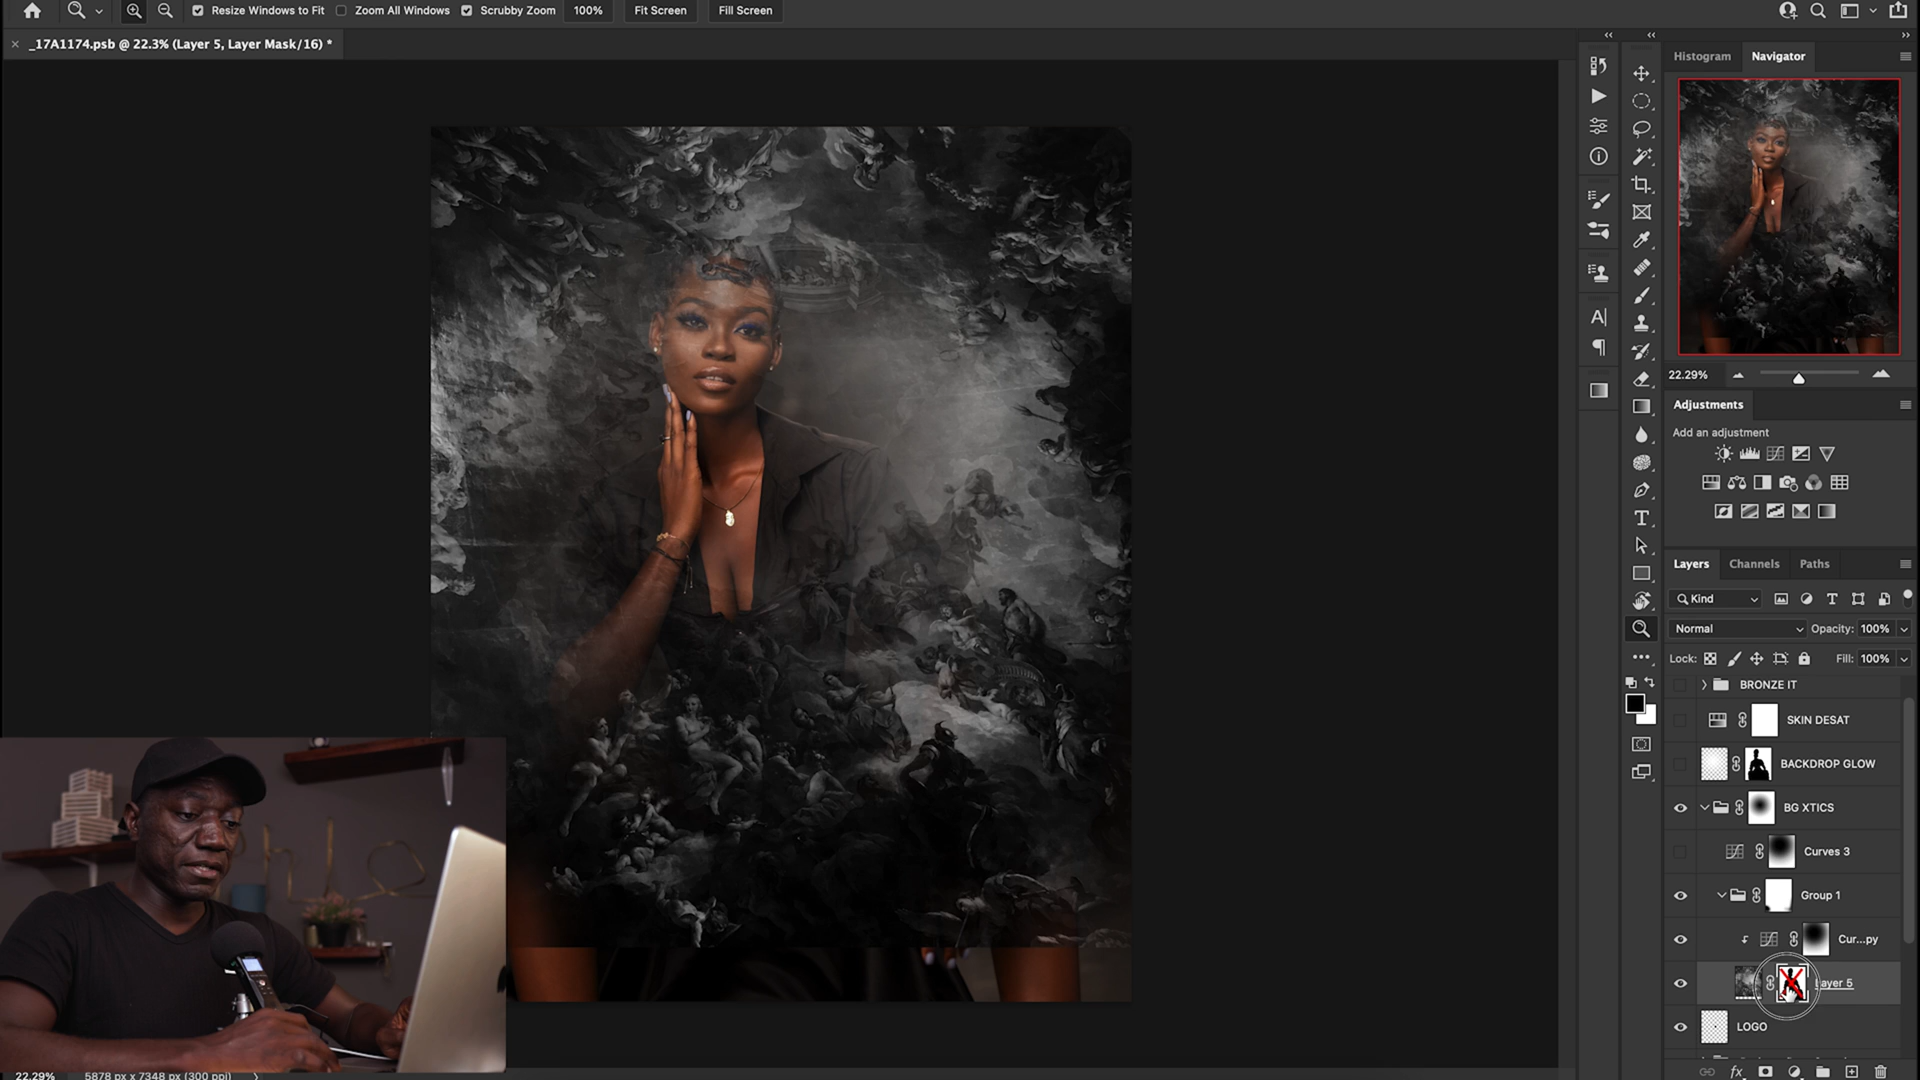 Resize Windows to Fit Zoom All Windows Scrubby Zoom 100% Fit Screen Fill Screen
_17A1174.psb @ 22.3% (Layer 5, Layer Mask/16) *
Histogram Navigator
22.29%
Adjustments
Add an adjustment
Layers Channels Paths
Kind
Normal Opacity: 100%
Lock: Fill: 100%
BRONZE IT
SKIN DESAT
BACKDROP GLOW
BG XTICS
Curves 3
Group 1
Cur...py
Layer 5
LOGO
22.29% 5878 px x 7348 px (300 ppi)